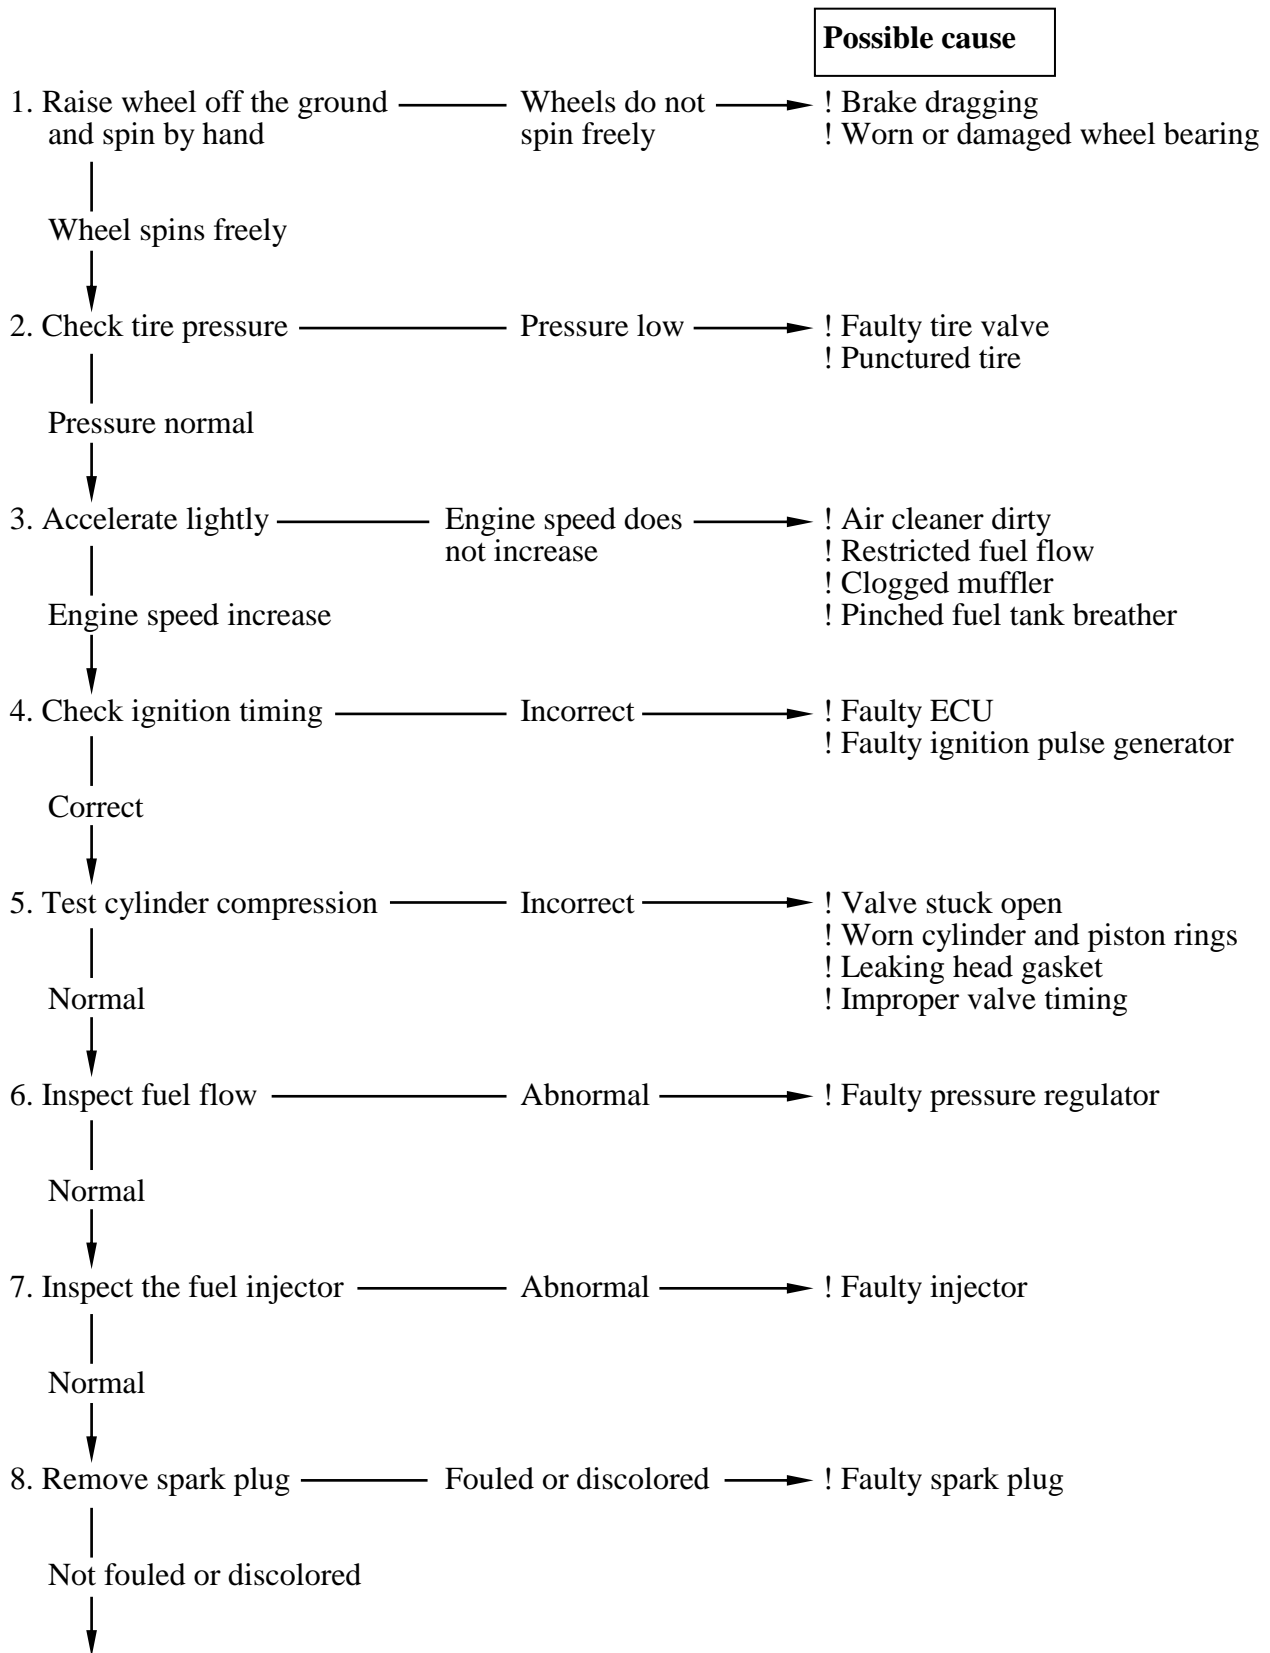 Possible cause
1. Raise wheel off the ground Wheels do not ! Brake dragging
and spin by hand spin freely ! Worn or damaged wheel bearing
Wheel spins freely
2. Check tire pressure Pressure low ! Faulty tire valve
! Punctured tire
Pressure normal
3. Accelerate lightly Engine speed does ! Air cleaner dirty
not increase ! Restricted fuel flow
! Clogged muffler
Engine speed increase ! Pinched fuel tank breather
4. Check ignition timing Incorrect ! Faulty ECU
! Faulty ignition pulse generator
Correct
5. Test cylinder compression Incorrect ! Valve stuck open
! Worn cylinder and piston rings
! Leaking head gasket
Normal ! Improper valve timing
6. Inspect fuel flow Abnormal ! Faulty pressure regulator
Normal
7. Inspect the fuel injector Abnormal ! Faulty injector
Normal
8. Remove spark plug Fouled or discolored ! Faulty spark plug
Not fouled or discolored